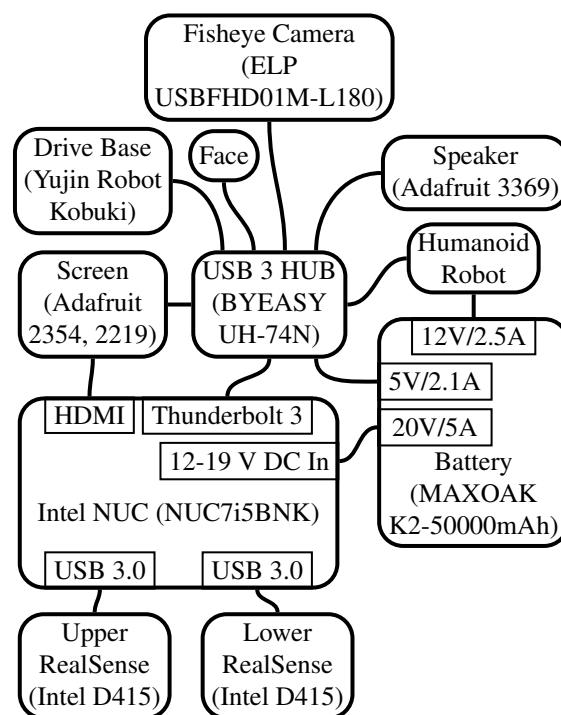 Fisheye Camera
(ELP
USBFHD01M-L180)
Drive Base
(Yujin Robot
Kobuki)
Face
Speaker
(Adafruit 3369)
Screen
(Adafruit
2354, 2219)
USB 3 HUB
(BYEASY
UH-74N)
Humanoid
Robot
12V/2.5A
5V/2.1A
20V/5A
Battery
(MAXOAK
K2-50000mAh)
HDMI
Thunderbolt 3
12-19 V DC In
Intel NUC (NUC7i5BNK)
USB 3.0
USB 3.0
Upper
RealSense
(Intel D415)
Lower
RealSense
(Intel D415)